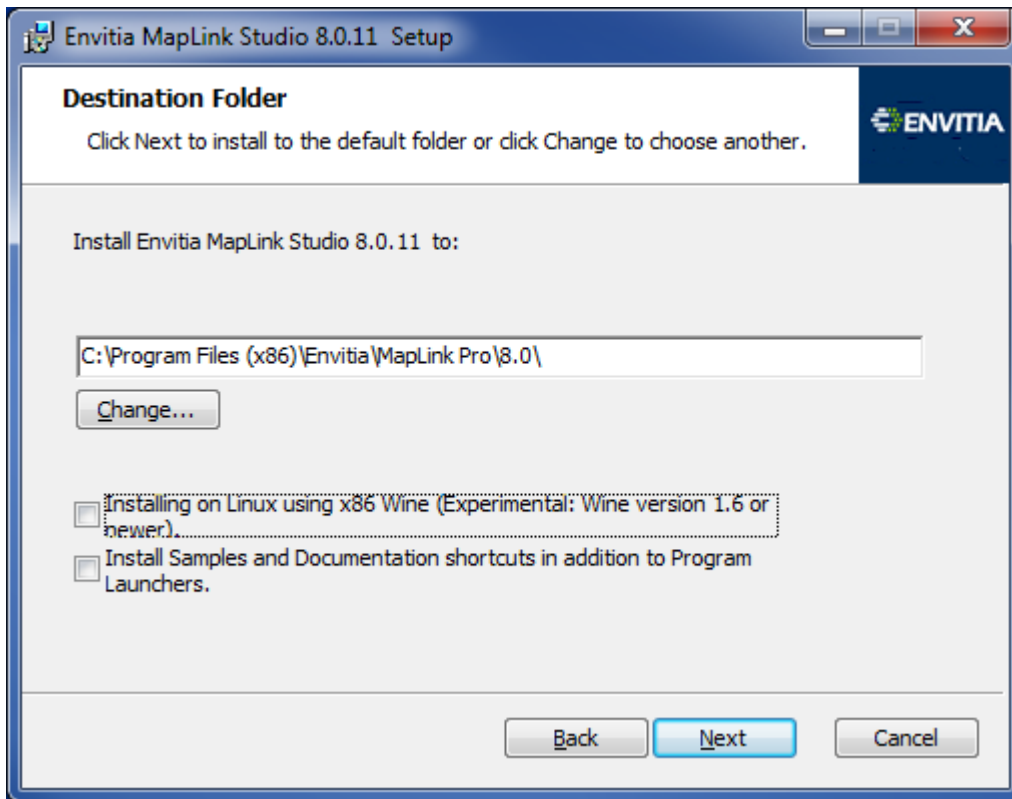 Envitia MapLink Studio 8.0.11 Setup
Destination Folder
Click Next to install to the default folder or click Change to choose another.
ENVITIA
Install Envitia MapLink Studio 8.0.11 to:
C:\Program Files (x86)\Envitia\MapLink Pro\8.0\
Change...
Installing on Linux using x86 Wine (Experimental: Wine version 1.6 or
newer).
Install Samples and Documentation shortcuts in addition to Program
Launchers.
Back Next Cancel